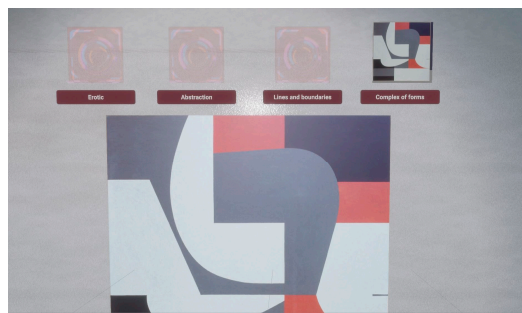 Erotic
Abstraction
Lines and boundaries
Complex of forms